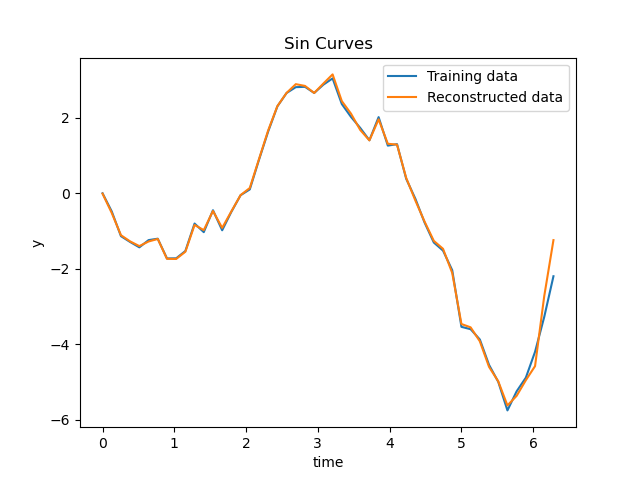 Sin Curves
Training data
Reconstructed data
y
2
0
−2
−4
−6
0 1 2 3 4 5 6
time